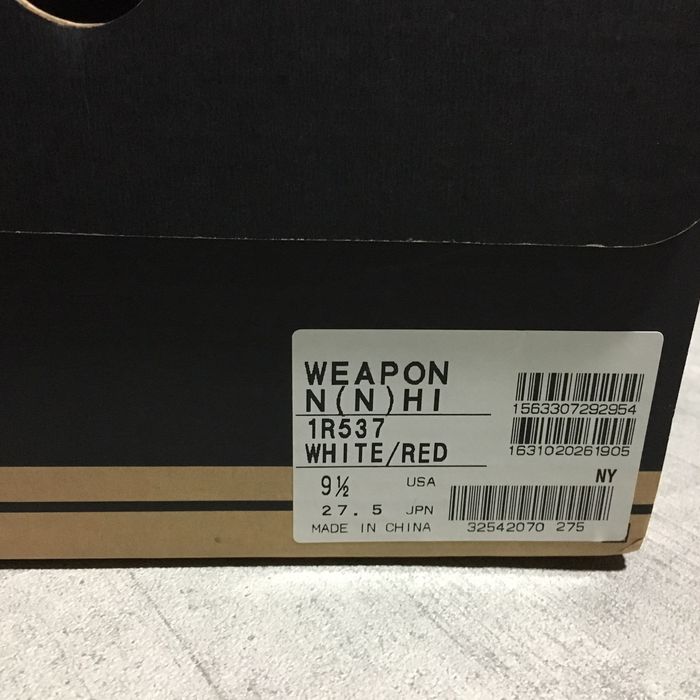 WEAPON
N(N)HI
1R537
WHITE/RED
9½ USA
27.5 JPN
MADE IN CHINA
1563307292954
1631020261905
NY
32542070 275